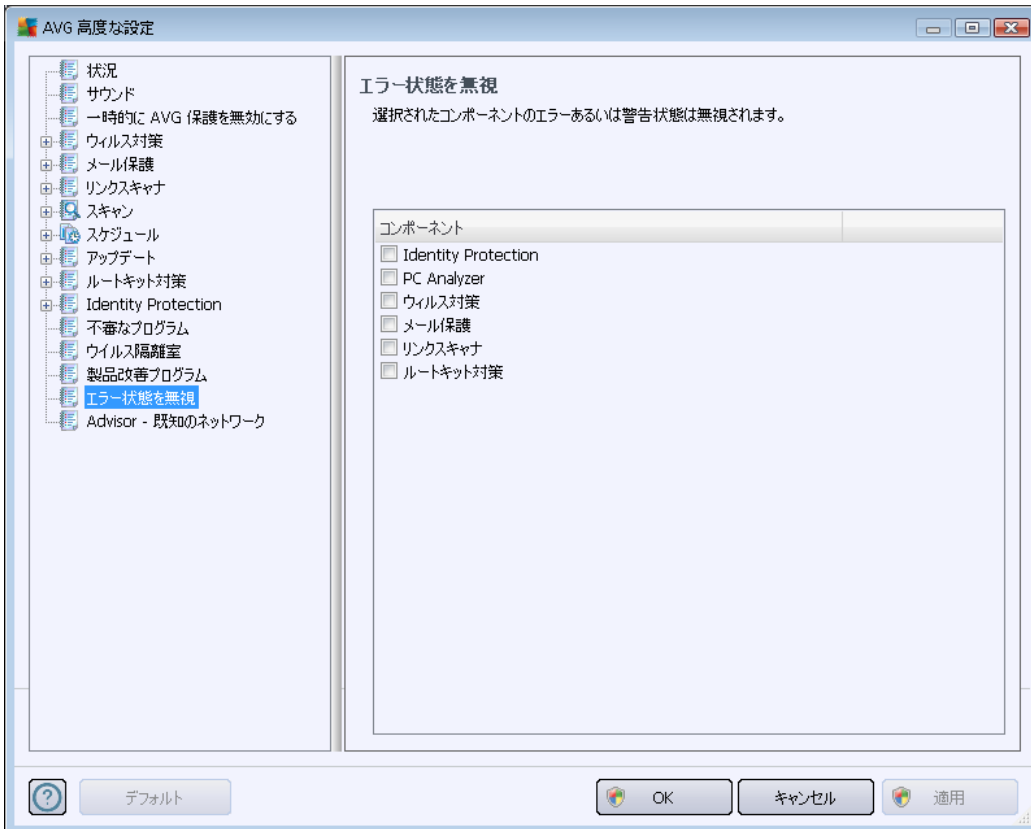 AVG 高度な設定
状況
サウンド
一時的に AVG 保護を無効にする
ウィルス対策
メール保護
リンクスキャナ
スキャン
スケジュール
アップデート
ルートキット対策
Identity Protection
不審なプログラム
ウイルス隔離室
製品改善プログラム
エラー状態を無視
Advisor - 既知のネットワーク
エラー状態を無視
選択されたコンポーネントのエラーあるいは警告状態は無視されます。
コンポーネント
Identity Protection
PC Analyzer
ウィルス対策
メール保護
リンクスキャナ
ルートキット対策
?
デフォルト
OK
キャンセル
適用